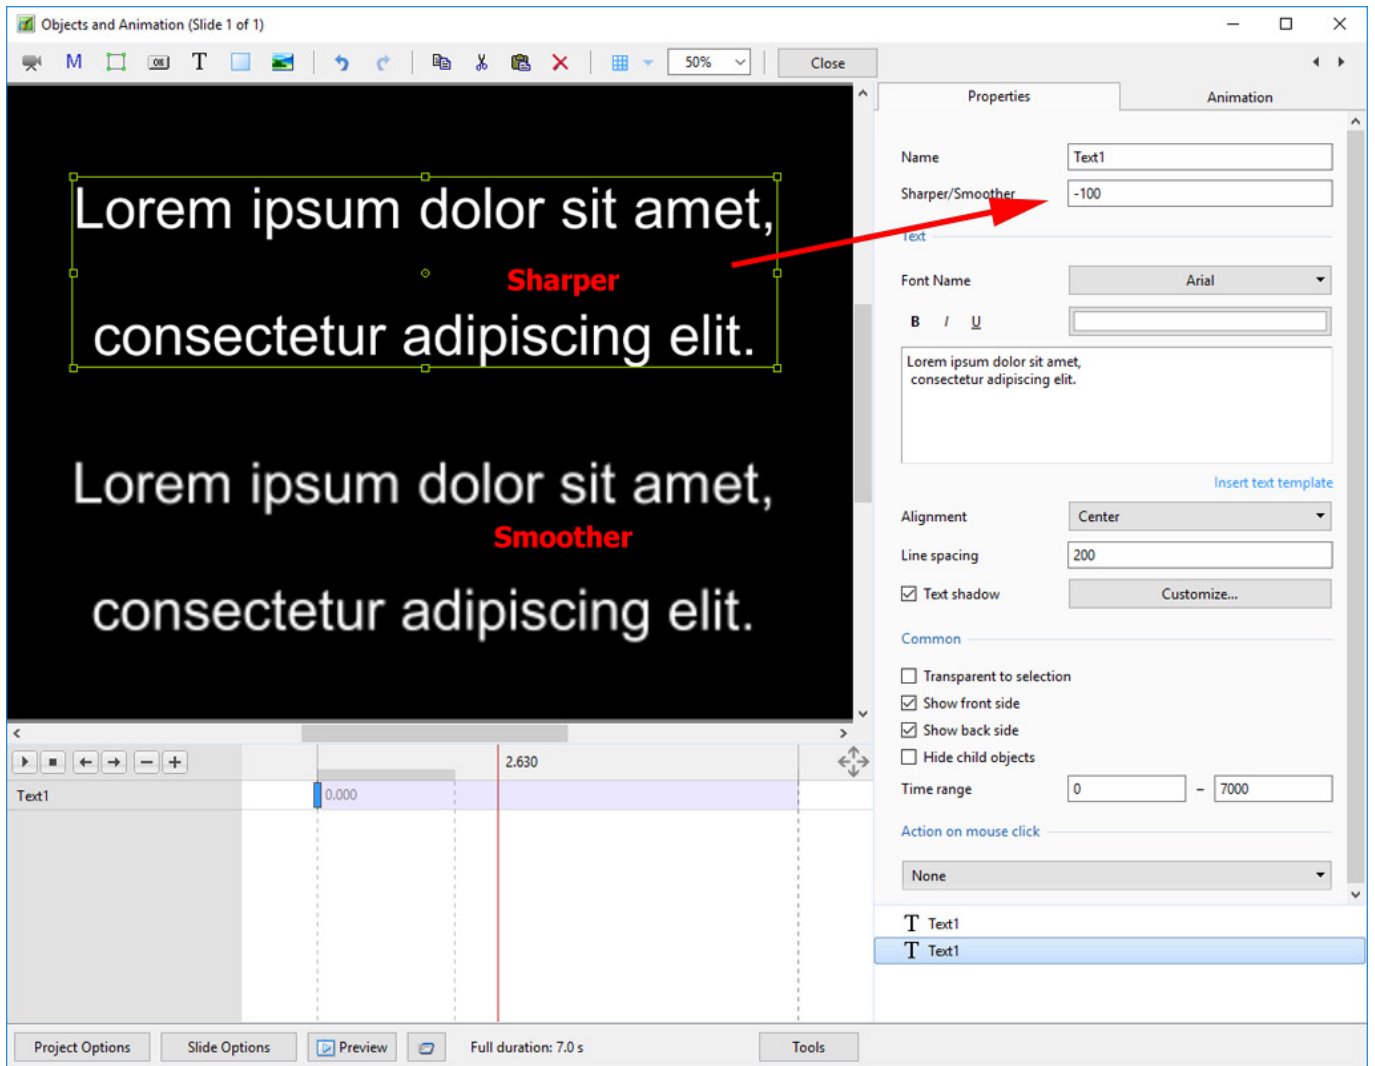 Objects and Animation (Slide 1 of 1)
M OK T 50% Close
Properties Animation
Name Text1
Sharper/Smoother -100
Text
Font Name Arial
B I U
Lorem ipsum dolor sit amet,
consectetur adipiscing elit.
Insert text template
Alignment Center
Line spacing 200
Text shadow Customize...
Common
Transparent to selection
Show front side
Show back side
Hide child objects
Time range 0 – 7000
Action on mouse click
None
T Text1
T Text1
Lorem ipsum dolor sit amet,
Sharper
consectetur adipiscing elit.
Lorem ipsum dolor sit amet,
Smoother
consectetur adipiscing elit.
2.630
Text1 0.000
Project Options Slide Options Preview Full duration: 7.0 s Tools